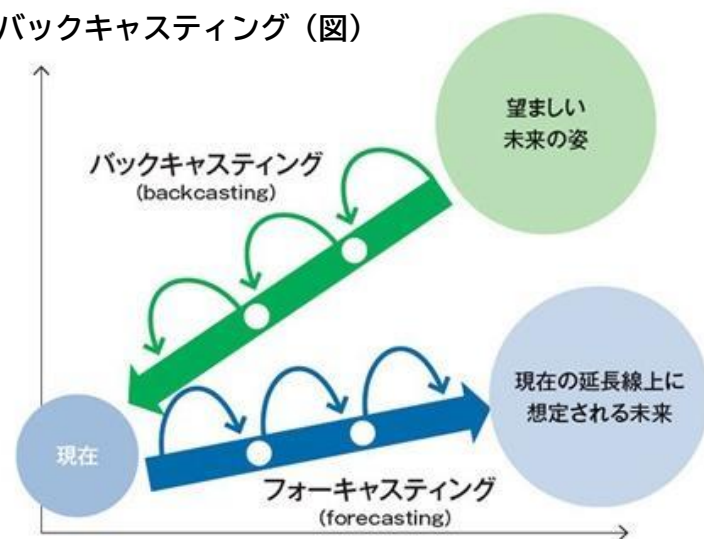 バックキャスティング（図）
望ましい
未来の姿
バックキャスティング
(backcasting)
現在の延長線上に
想定される未来
現在
フォーキャスティング
(forecasting)